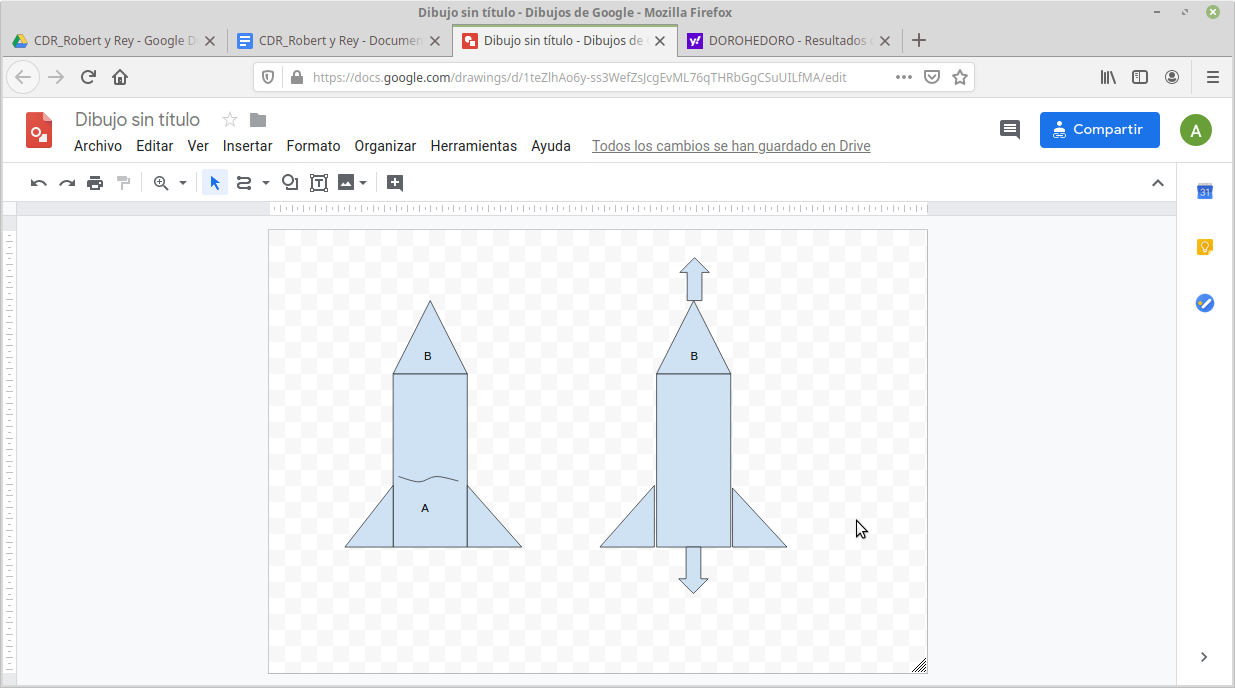 Dibujo sin título - Dibujos de Google - Mozilla Firefox
CDR_Robert y Rey - Google D
CDR_Robert y Rey - Documen
Dibujo sin título - Dibujos de
DOROHEDORO - Resultados
https://docs.google.com/drawings/d/1teZlhAo6y-ss3WefZsJcgEvML76qTHRbGgCSuUILfMA/edit
Dibujo sin título
Compartir
A
Archivo Editar Ver Insertar Formato Organizar Herramientas Ayuda Todos los cambios se han guardado en Drive
31
B
B
A